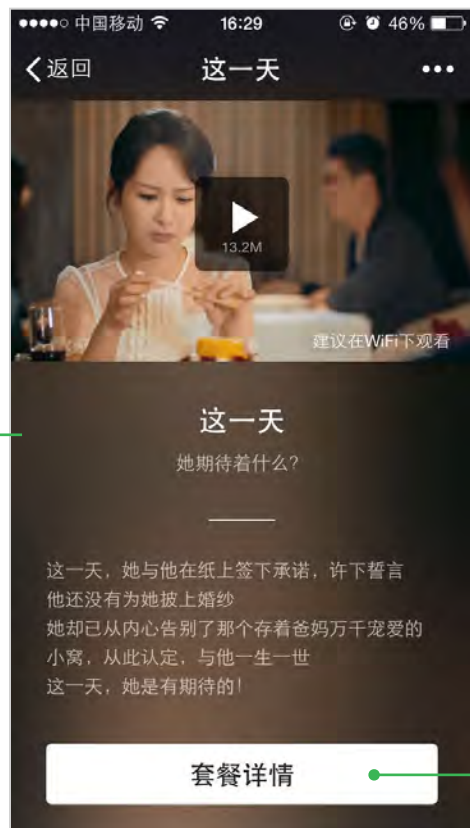 中国移动 16:29 46%
返回 这一天
13.2M
建议在WiFi下观看
这一天
她期待着什么?
这一天，她与他在纸上签下承诺，许下誓言
他还没有为她披上婚纱
她却已从内心告别了那个存着爸妈万千宠爱的
小窝，从此认定，与他一生一世
这一天，她是有期待的!
套餐详情